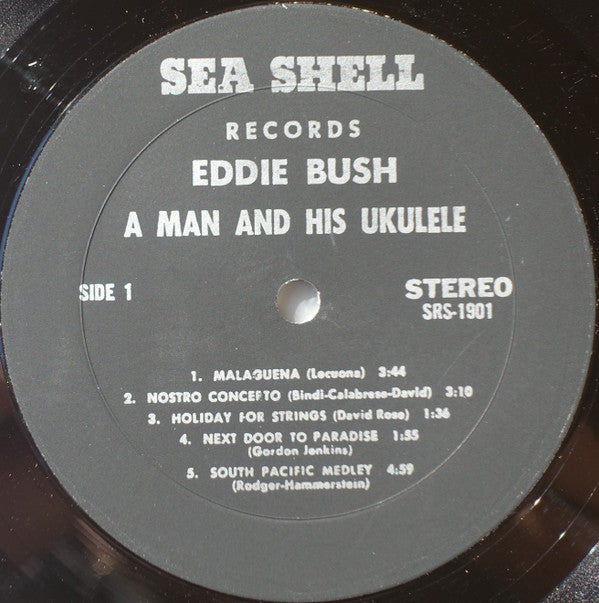 SEA SHELL
RECORDS
EDDIE BUSH
A MAN AND HIS UKULELE
SIDE 1
STEREO
SRS-1901
1. MALAGUENA (Lecuona) 3:44
2. NOSTRO CONCERTO (Bindi-Calabrese-David) 3:10
3. HOLIDAY FOR STRINGS (David Rose) 1:36
4. NEXT DOOR TO PARADISE 1:55
(Gordon Jenkins)
5. SOUTH PACIFIC MEDLEY 4:59
(Rodger-Hammerstein)